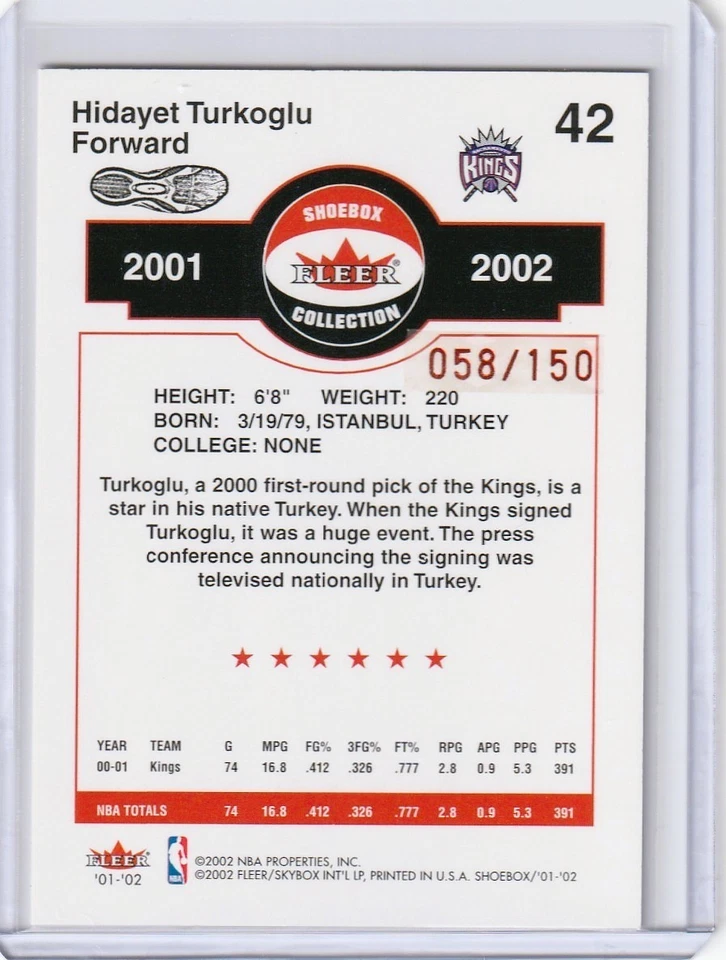 Hidayet Turkoglu
Forward
42
KINGS
SHOEBOX
2001
FLEER®
2002
COLLECTION
058/150
HEIGHT: 6'8" WEIGHT: 220
BORN: 3/19/79, ISTANBUL, TURKEY
COLLEGE: NONE
Turkoglu, a 2000 first-round pick of the Kings, is a
star in his native Turkey. When the Kings signed
Turkoglu, it was a huge event. The press
conference announcing the signing was
televised nationally in Turkey.
YEAR TEAM G MPG FG% 3FG% FT% RPG APG PPG PTS
00-01 Kings 74 16.8 .412 .326 .777 2.8 0.9 5.3 391
NBA TOTALS 74 16.8 .412 .326 .777 2.8 0.9 5.3 391
FLEER
'01-'02
NBA
©2002 NBA PROPERTIES, INC.
©2002 FLEER/SKYBOX INT'L LP, PRINTED IN U.S.A. SHOEBOX/'01-'02